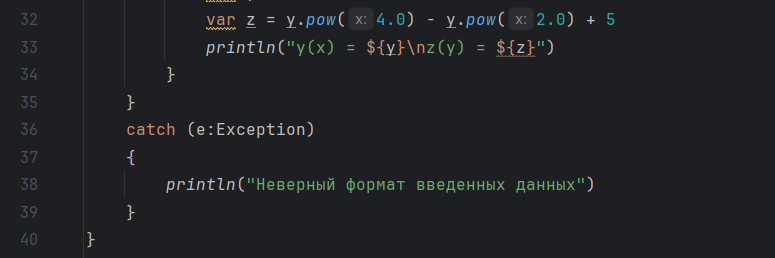 32 var z = y.pow( x: 4.0) - y.pow( x: 2.0) + 5
33 println("y(x) = ${y}\nz(y) = ${z}")
34 }
35 }
36 catch (e:Exception)
37 {
38 println("Неверный формат введенных данных")
39 }
40 }